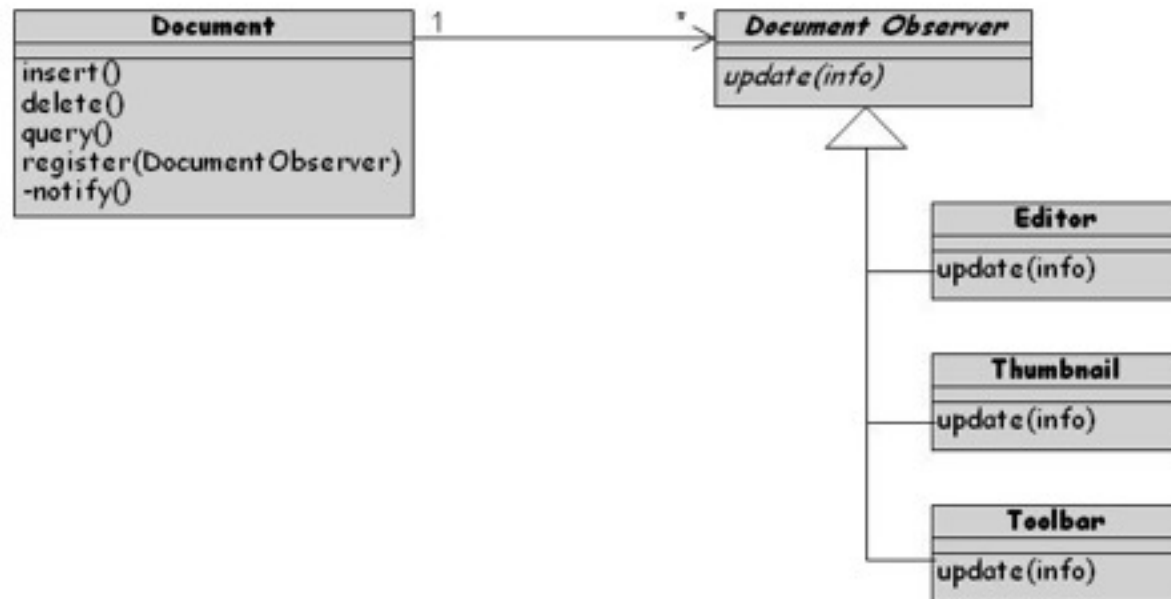 Document
insert()
delete()
query()
register(DocumentObserver)
-notify()
1
*
Document Observer
update(info)
Editor
update(info)
Thumbnail
update(info)
Toolbar
update(info)